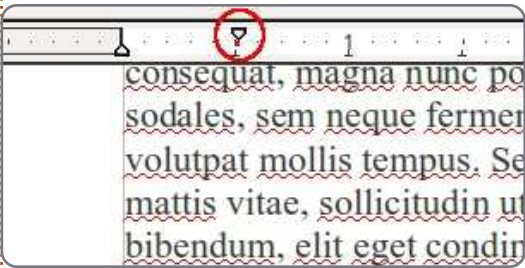 1
consequat, magna nunc po
sodales, sem neque fermer
volutpat mollis tempus. Se
mattis vitae, sollicitudin ut
bibendum, elit eget condin